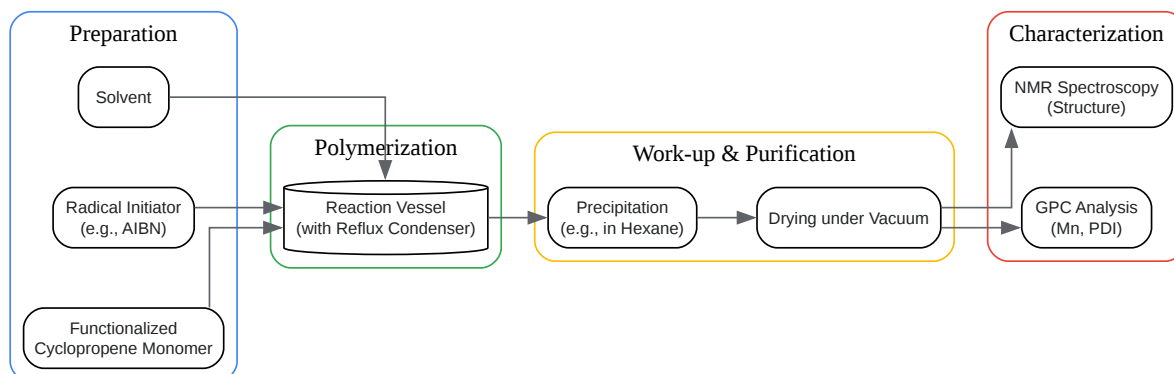 Preparation
Solvent
Radical Initiator
(e.g., AIBN)
Functionalized
Cyclopropene Monomer
Polymerization
Reaction Vessel
(with Reflux Condenser)
Work-up & Purification
Precipitation
(e.g., in Hexane)
Drying under Vacuum
Characterization
NMR Spectroscopy
(Structure)
GPC Analysis
(Mn, PDI)